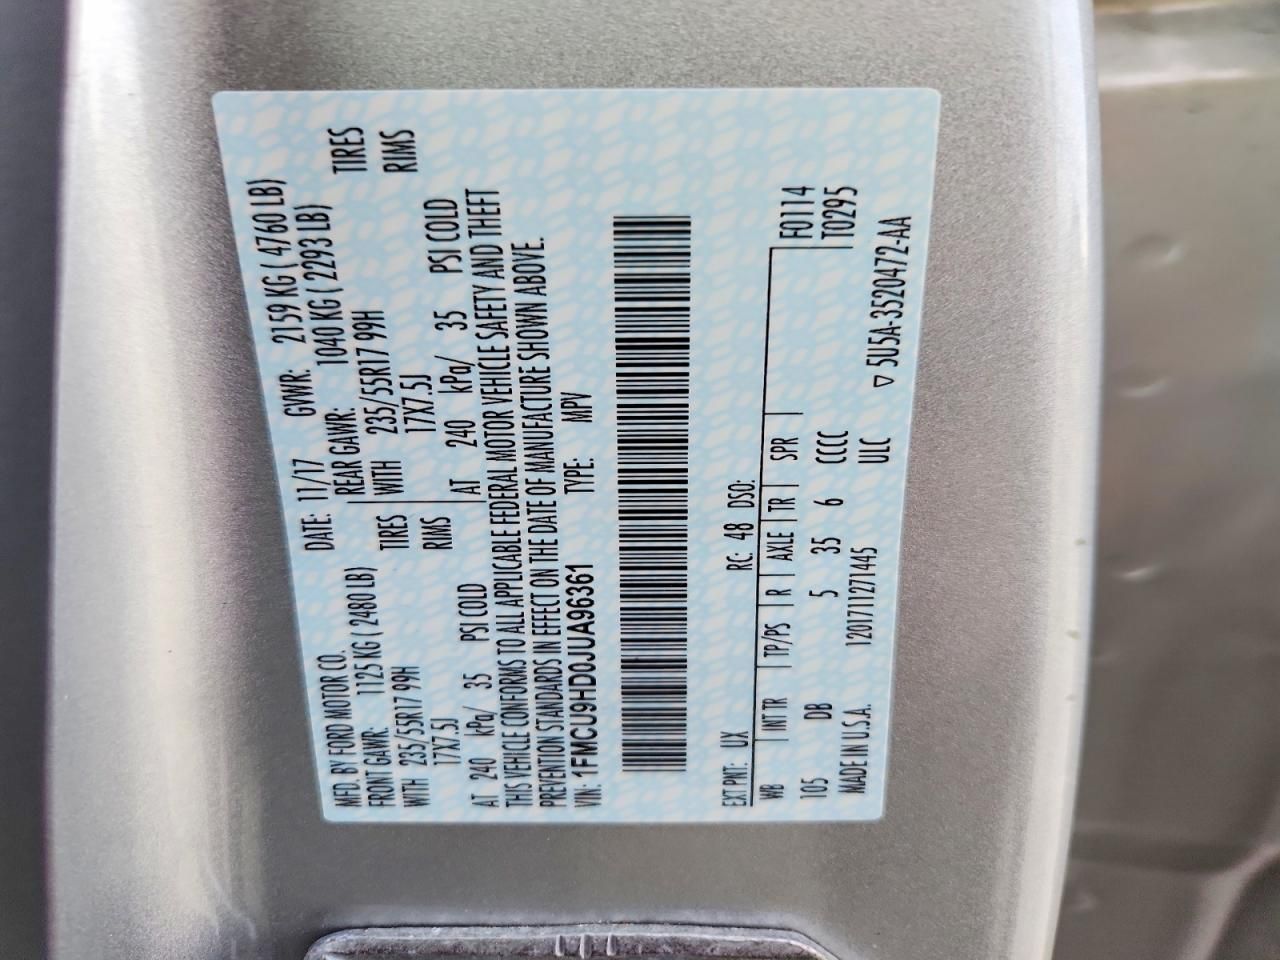 MFD. BY FORD MOTOR CO. DATE: 11/17 GVWR: 2159 KG ( 4760 LB)
FRONT GAWR: 1125 KG ( 2480 LB) REAR GAWR: 1040 KG ( 2293 LB)
WITH 235/55R17 99H TIRES WITH 235/55R17 99H TIRES
17X7.5J RIMS 17X7.5J RIMS
AT 240 kPa/ 35 PSI COLD AT 240 kPa/ 35 PSI COLD
THIS VEHICLE CONFORMS TO ALL APPLICABLE FEDERAL MOTOR VEHICLE SAFETY AND THEFT
PREVENTION STANDARDS IN EFFECT ON THE DATE OF MANUFACTURE SHOWN ABOVE.
VIN: 1FMCU9HD0JUA96361 TYPE: MPV
EXT PNT: UX RC: 48 DSO:
WB INT TR TP/PS R AXLE TR SPR F0114
105 DB 5 35 6 CCCC T0295
MADE IN U.S.A. 120171127144​5 ULC ▽ 5U5A-3520472-AA